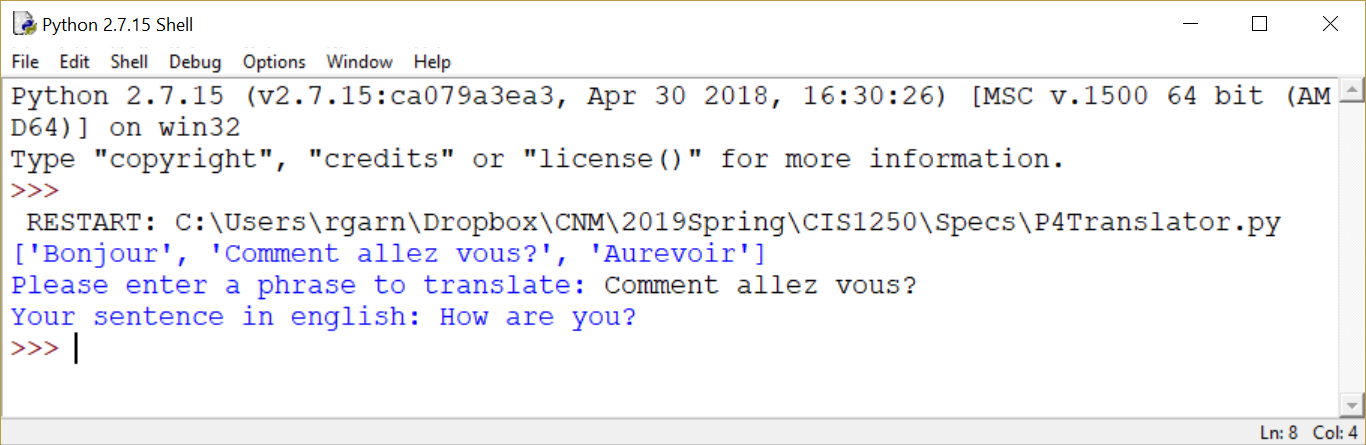 Python 2.7.15 Shell
File Edit Shell Debug Options Window Help
Python 2.7.15 (v2.7.15:ca079a3ea3, Apr 30 2018, 16:30:26) [MSC v.1500 64 bit (AM
D64)] on win32
Type "copyright", "credits" or "license()" for more information.
>>>
RESTART: C:\Users\rgarn\Dropbox\CNM\2019Spring\CIS1250\Specs\P4Translator.py
['Bonjour', 'Comment allez vous?', 'Aurevoir']
Please enter a phrase to translate: Comment allez vous?
Your sentence in english: How are you?
>>>
Ln: 8 Col: 4